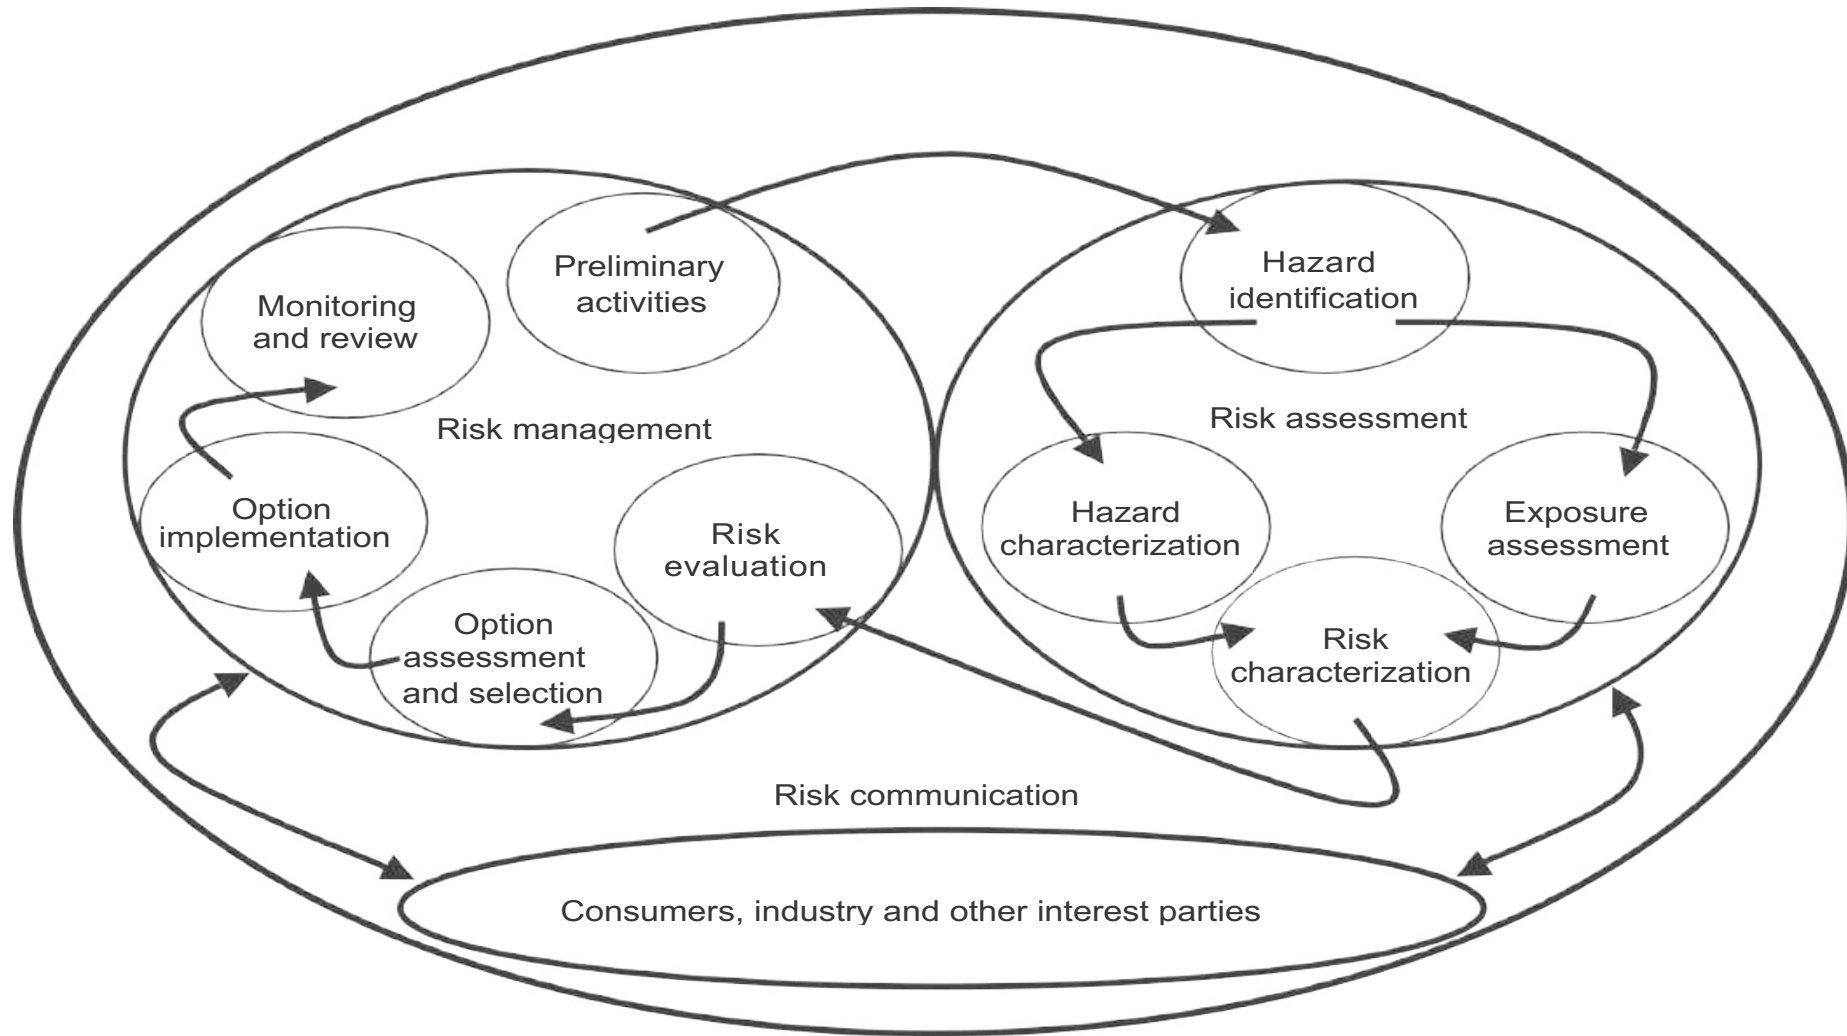 Preliminary
activities
Monitoring
and review
Risk management
Option
implementation
Risk
evaluation
Option
assessment
and selection
Hazard
identification
Risk assessment
Hazard
characterization
Exposure
assessment
Risk
characterization
Risk communication
Consumers, industry and other interest parties